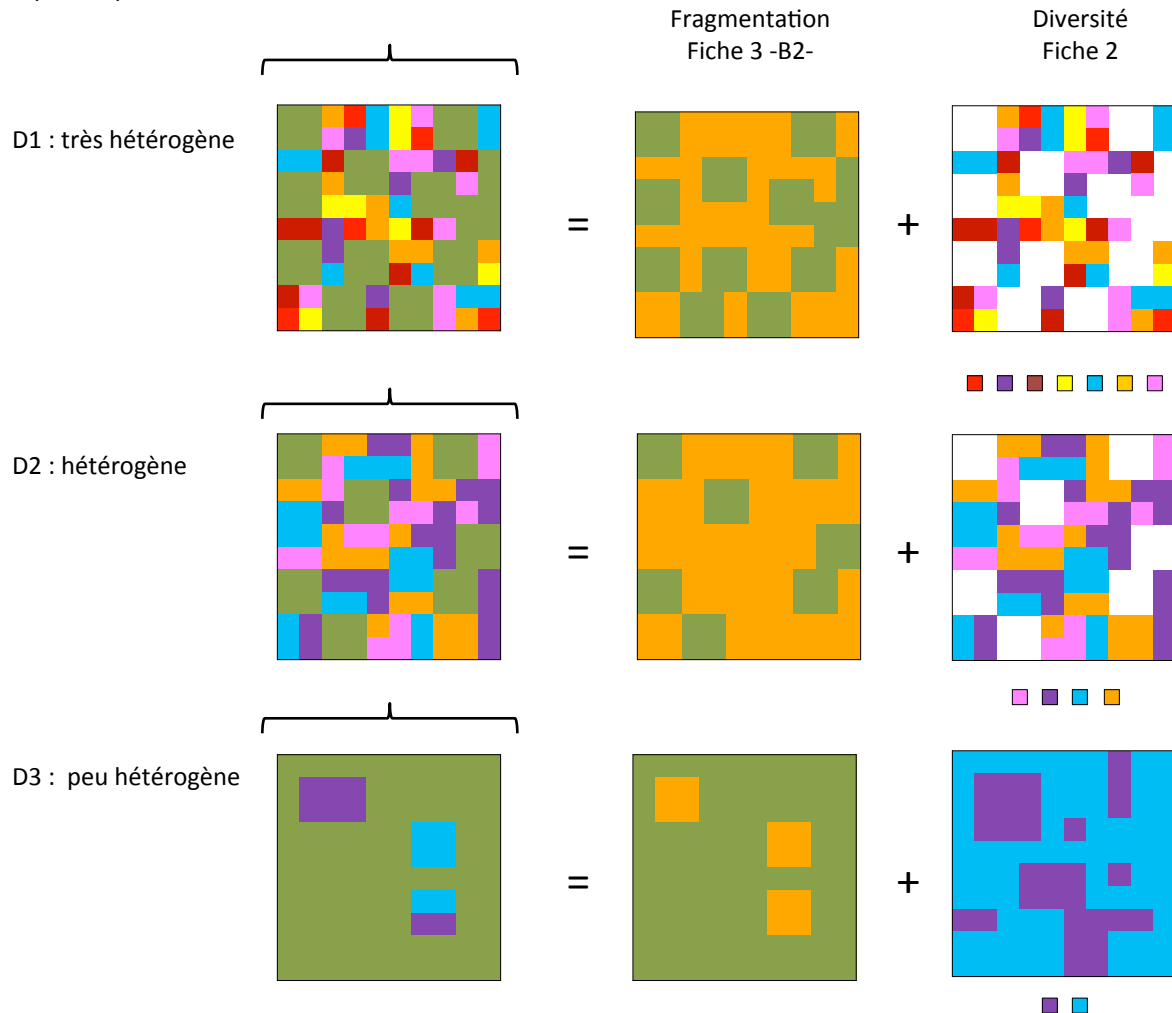 Fragmentation
Fiche 3 -B2-
Diversité
Fiche 2
D1 : très hétérogène
=
+
D2 : hétérogène
=
+
D3 : peu hétérogène
=
+